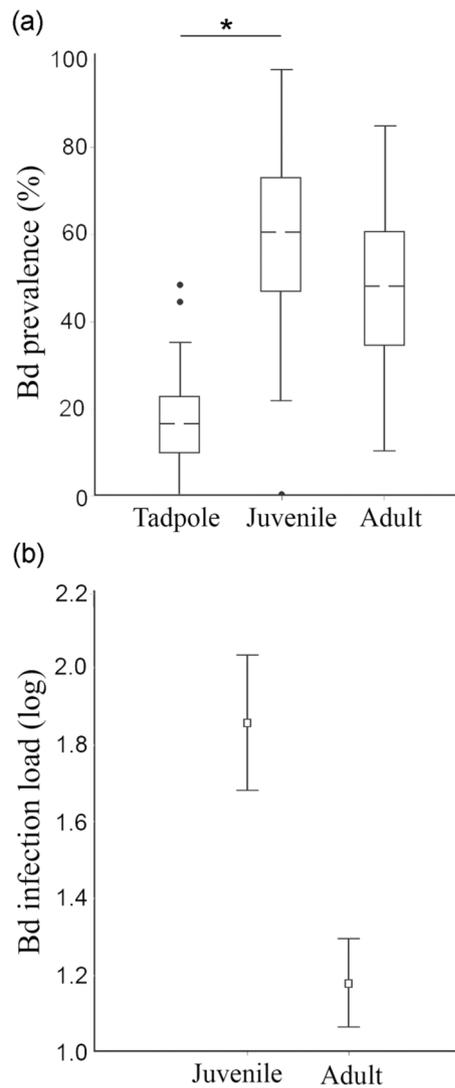 (a)
*
100
80
60
40
20
0
Bd prevalence (%)
Tadpole Juvenile Adult
(b)
2.2
2.0
1.8
1.6
1.4
1.2
1.0
Bd infection load (log)
Juvenile Adult